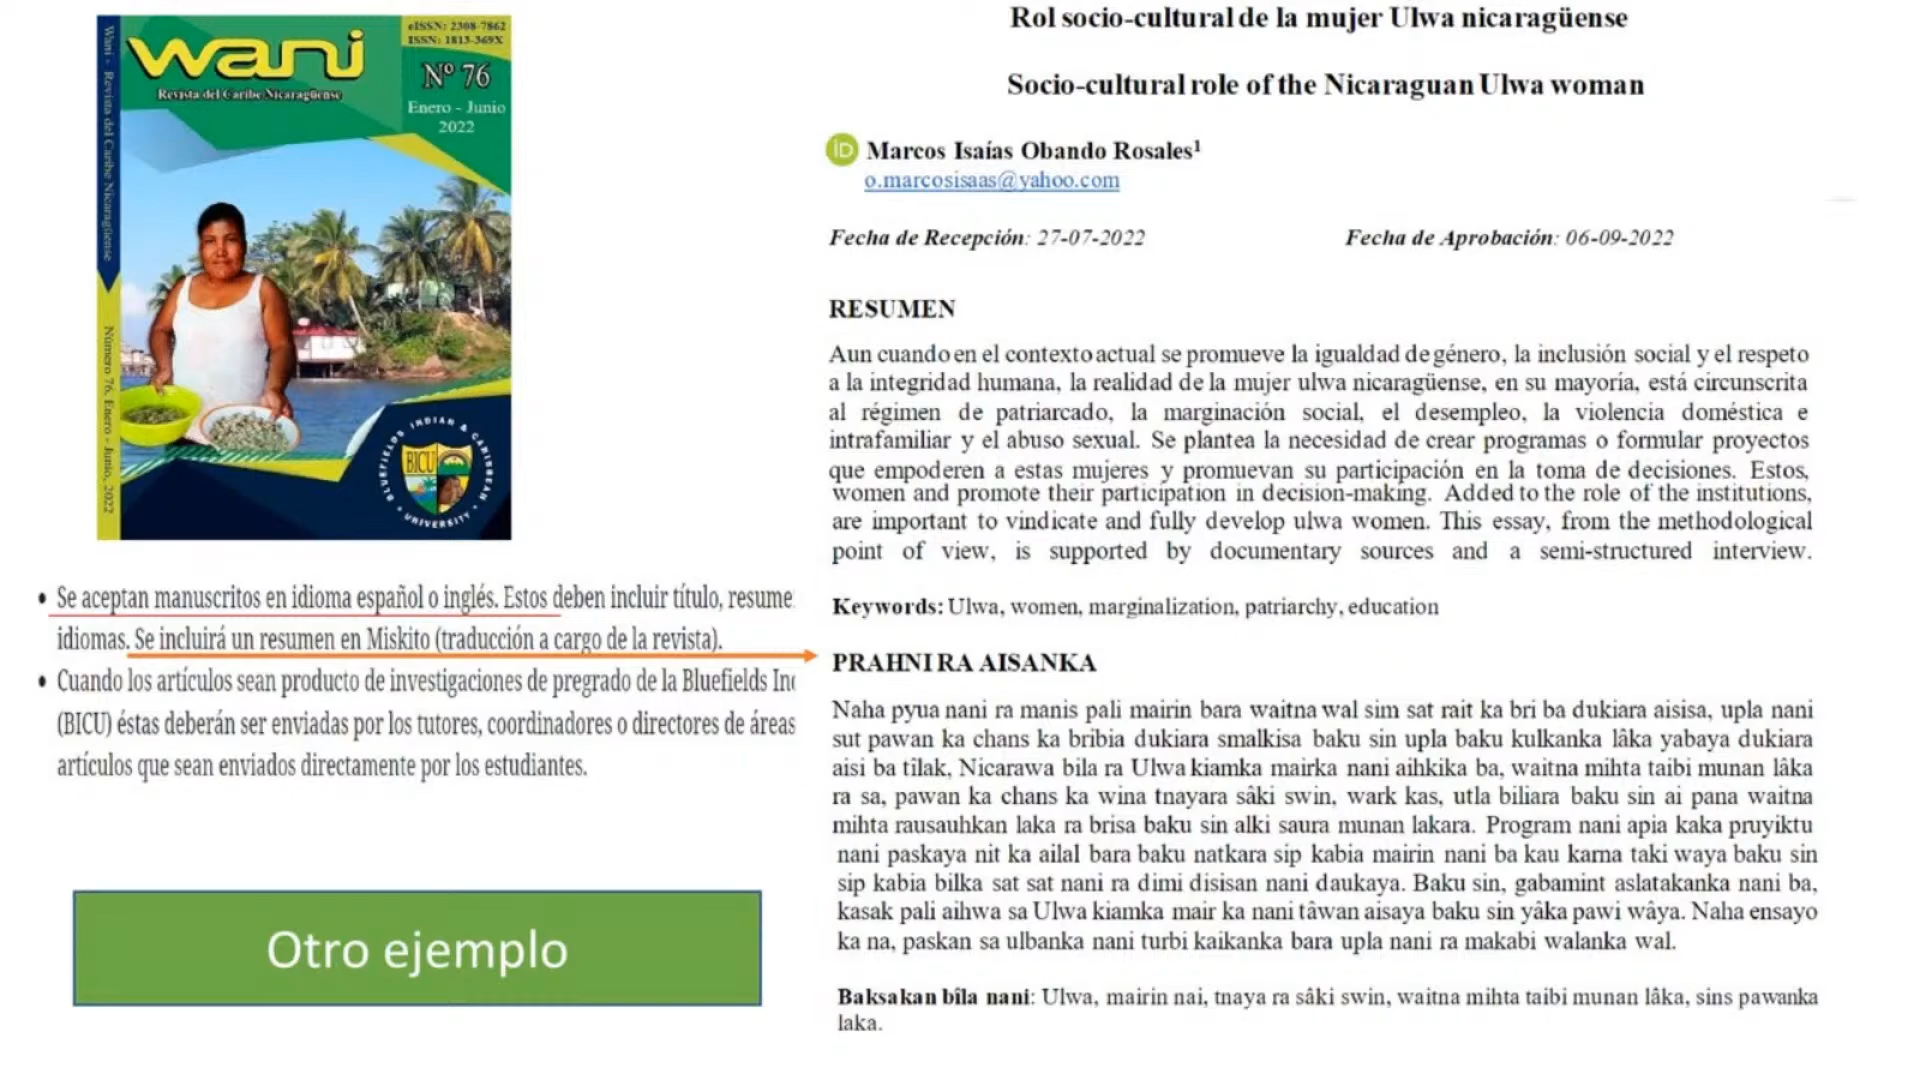 wani
Revista del Caribe Nicaragüense
eISSN: 2308-7862
ISSN: 1813-369X
Nº 76
Enero - Junio
2022
Wani - Revista del Caribe Nicaragüense
Número 76, Enero - Junio, 2022
BLUEFIELDS INDIAN & CARIBBEAN
BICU
UNIVERSITY
• Se aceptan manuscritos en idioma español o inglés. Estos deben incluir título, resume
idiomas. Se incluirá un resumen en Miskito (traducción a cargo de la revista).
• Cuando los artículos sean producto de investigaciones de pregrado de la Bluefields In
(BICU) éstas deberán ser enviadas por los tutores, coordinadores o directores de áreas
artículos que sean enviados directamente por los estudiantes.
Otro ejemplo
Rol socio-cultural de la mujer Ulwa nicaragüense
Socio-cultural role of the Nicaraguan Ulwa woman
iD Marcos Isaías Obando Rosales¹
o.marcosisaas@yahoo.com
Fecha de Recepción: 27-07-2022 Fecha de Aprobación: 06-09-2022
RESUMEN
Aun cuando en el contexto actual se promueve la igualdad de género, la inclusión social y el respeto
a la integridad humana, la realidad de la mujer ulwa nicaragüense, en su mayoría, está circunscrita
al régimen de patriarcado, la marginación social, el desempleo, la violencia doméstica e
intrafamiliar y el abuso sexual. Se plantea la necesidad de crear programas o formular proyectos
que empoderen a estas mujeres y promuevan su participación en la toma de decisiones. Estos,
women and promote their participation in decision-making. Added to the role of the institutions,
are important to vindicate and fully develop ulwa women. This essay, from the methodological
point of view, is supported by documentary sources and a semi-structured interview.
Keywords: Ulwa, women, marginalization, patriarchy, education
PRAHNI RA AISANKA
Naha pyua nani ra manis pali mairin bara waitna wal sim sat rait ka bri ba dukiara aisisa, upla nani
sut pawan ka chans ka bribia dukiara smalkisa baku sin upla baku kulkanka lâka yabaya dukiara
aisi ba tîlak, Nicarawa bila ra Ulwa kiamka mairka nani aihkika ba, waitna mihta taibi munan lâka
ra sa, pawan ka chans ka wina tnayara sâki swin, wark kas, utla biliara baku sin ai pana waitna
mihta rausauhkan laka ra brisa baku sin alki saura munan lakara. Program nani apia kaka pruyiktu
nani paskaya nit ka ailal bara baku natkara sip kabia mairin nani ba kau karna taki waya baku sin
sip kabia bilka sat sat nani ra dimi disisan nani daukaya. Baku sin, gabamint aslatakanka nani ba,
kasak pali aihwa sa Ulwa kiamka mair ka nani tâwan aisaya baku sin yâka pawi wâya. Naha ensayo
ka na, paskan sa ulbanka nani turbi kaikanka bara upla nani ra makabi walanka wal.
Baksakan bîla nani: Ulwa, mairin nai, tnaya ra sâki swin, waitna mihta taibi munan lâka, sins pawanka
laka.